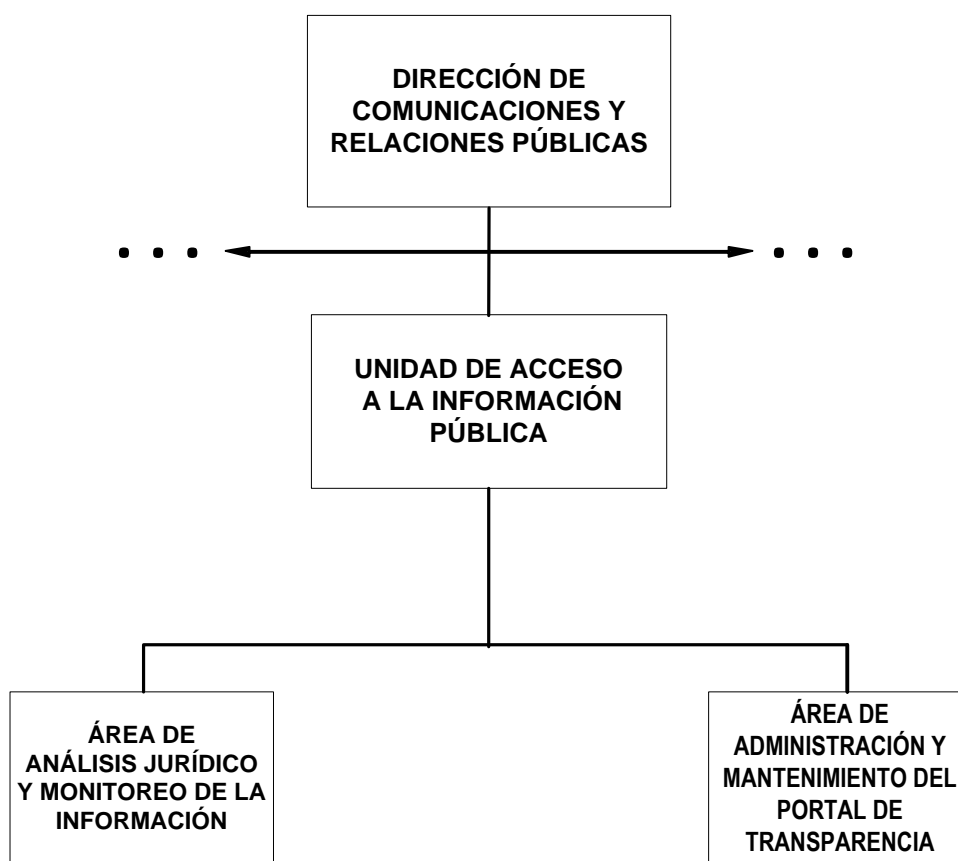 DIRECCIÓN DE
COMUNICACIONES Y
RELACIONES PÚBLICAS
. . .
. . .
UNIDAD DE ACCESO
A LA INFORMACIÓN
PÚBLICA
ÁREA DE
ANÁLISIS JURÍDICO
Y MONITOREO DE LA
INFORMACIÓN
ÁREA DE
ADMINISTRACIÓN Y
MANTENIMIENTO DEL
PORTAL DE
TRANSPARENCIA